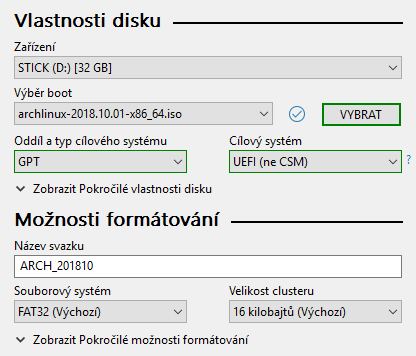 Vlastnosti disku
Zařízení
STICK (D:) [32 GB]
Výběr boot
archlinux-2018.10.01-x86_64.iso
VYBRAT
Oddíl a typ cílového systému
Cílový systém
GPT
UEFI (ne CSM)
?
Zobrazit Pokročilé vlastnosti disku
Možnosti formátování
Název svazku
ARCH_201810
Souborový systém
Velikost clusteru
FAT32 (Výchozí)
16 kilobajtů (Výchozí)
Zobrazit Pokročilé možnosti formátování